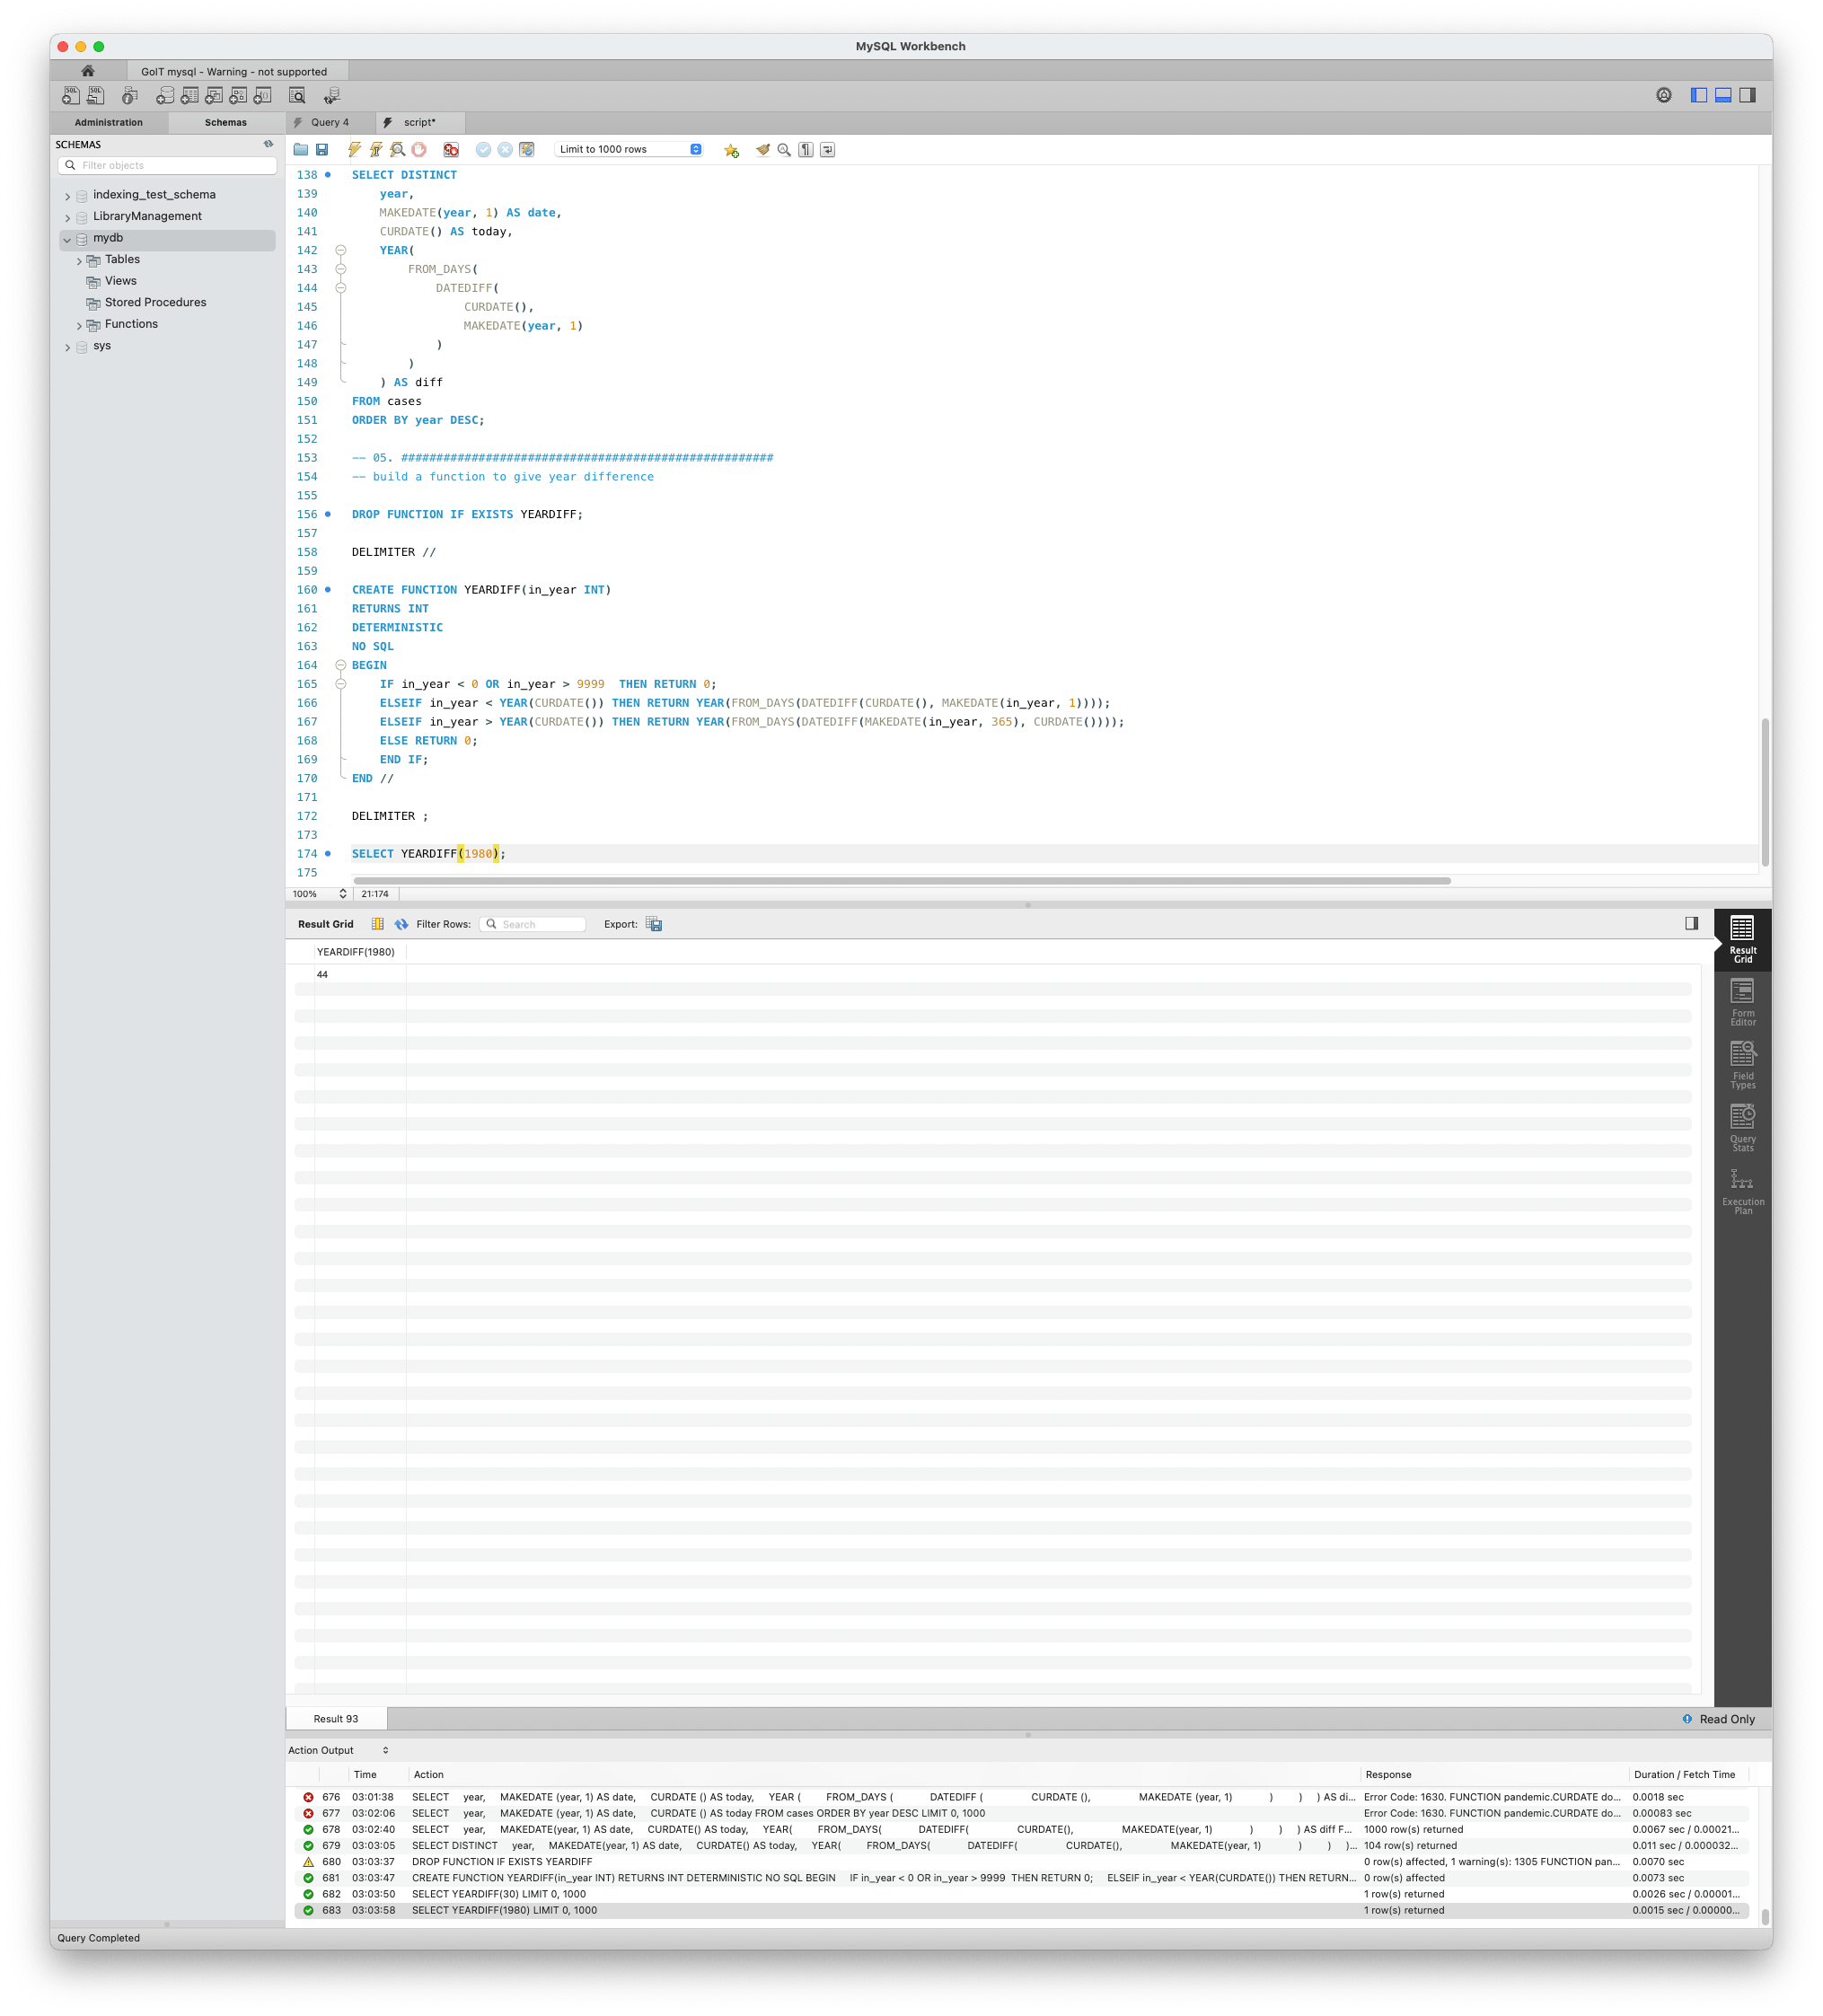 MySQL Workbench
GoIT mysql - Warning - not supported
Administration
Schemas
Query 4
script*
SCHEMAS
Filter objects
indexing_test_schema
LibraryManagement
mydb
Tables
Views
Stored Procedures
Functions
sys
Limit to 1000 rows
138 SELECT DISTINCT
139 year,
140 MAKEDATE(year, 1) AS date,
141 CURDATE() AS today,
142 YEAR(
143 FROM_DAYS(
144 DATEDIFF(
145 CURDATE(),
146 MAKEDATE(year, 1)
147 )
148 )
149 ) AS diff
150 FROM cases
151 ORDER BY year DESC;
152
153 -- 05. #####################################################
154 -- build a function to give year difference
155
156 DROP FUNCTION IF EXISTS YEARDIFF;
157
158 DELIMITER //
159
160 CREATE FUNCTION YEARDIFF(in_year INT)
161 RETURNS INT
162 DETERMINISTIC
163 NO SQL
164 BEGIN
165 IF in_year < 0 OR in_year > 9999  THEN RETURN 0;
166 ELSEIF in_year < YEAR(CURDATE()) THEN RETURN YEAR(FROM_DAYS(DATEDIFF(CURDATE(), MAKEDATE(in_year, 1))));
167 ELSEIF in_year > YEAR(CURDATE()) THEN RETURN YEAR(FROM_DAYS(DATEDIFF(MAKEDATE(in_year, 365), CURDATE())));
168 ELSE RETURN 0;
169 END IF;
170 END //
171
172 DELIMITER ;
173
174 SELECT YEARDIFF(1980);
175
100% 21:174
Result Grid Filter Rows: Search Export:
YEARDIFF(1980)
44
Result Grid
Form Editor
Field Types
Query Stats
Execution Plan
Result 93
Read Only
Action Output
Time Action Response Duration / Fetch Time
676 03:01:38 SELECT year, MAKEDATE (year, 1) AS date, CURDATE () AS today, YEAR ( FROM_DAYS ( DATEDIFF ( CURDATE (), MAKEDATE (year, 1) ) ) ) AS di... Error Code: 1630. FUNCTION pandemic.CURDATE do... 0.0018 sec
677 03:02:06 SELECT year, MAKEDATE (year, 1) AS date, CURDATE () AS today FROM cases ORDER BY year DESC LIMIT 0, 1000 Error Code: 1630. FUNCTION pandemic.CURDATE do... 0.00083 sec
678 03:02:40 SELECT year, MAKEDATE(year, 1) AS date, CURDATE() AS today, YEAR( FROM_DAYS( DATEDIFF( CURDATE(), MAKEDATE(year, 1) ) ) ) AS diff F... 1000 row(s) returned 0.0067 sec / 0.00021...
679 03:03:05 SELECT DISTINCT year, MAKEDATE(year, 1) AS date, CURDATE() AS today, YEAR( FROM_DAYS( DATEDIFF( CURDATE(), MAKEDATE(year, 1) ) ) )... 104 row(s) returned 0.011 sec / 0.000032...
680 03:03:37 DROP FUNCTION IF EXISTS YEARDIFF 0 row(s) affected, 1 warning(s): 1305 FUNCTION pan... 0.0070 sec
681 03:03:47 CREATE FUNCTION YEARDIFF(in_year INT) RETURNS INT DETERMINISTIC NO SQL BEGIN IF in_year < 0 OR in_year > 9999 THEN RETURN 0; ELSEIF in_year < YEAR(CURDATE()) THEN RETURN... 0 row(s) affected 0.0073 sec
682 03:03:50 SELECT YEARDIFF(30) LIMIT 0, 1000 1 row(s) returned 0.0026 sec / 0.00001...
683 03:03:58 SELECT YEARDIFF(1980) LIMIT 0, 1000 1 row(s) returned 0.0015 sec / 0.00000...
Query Completed